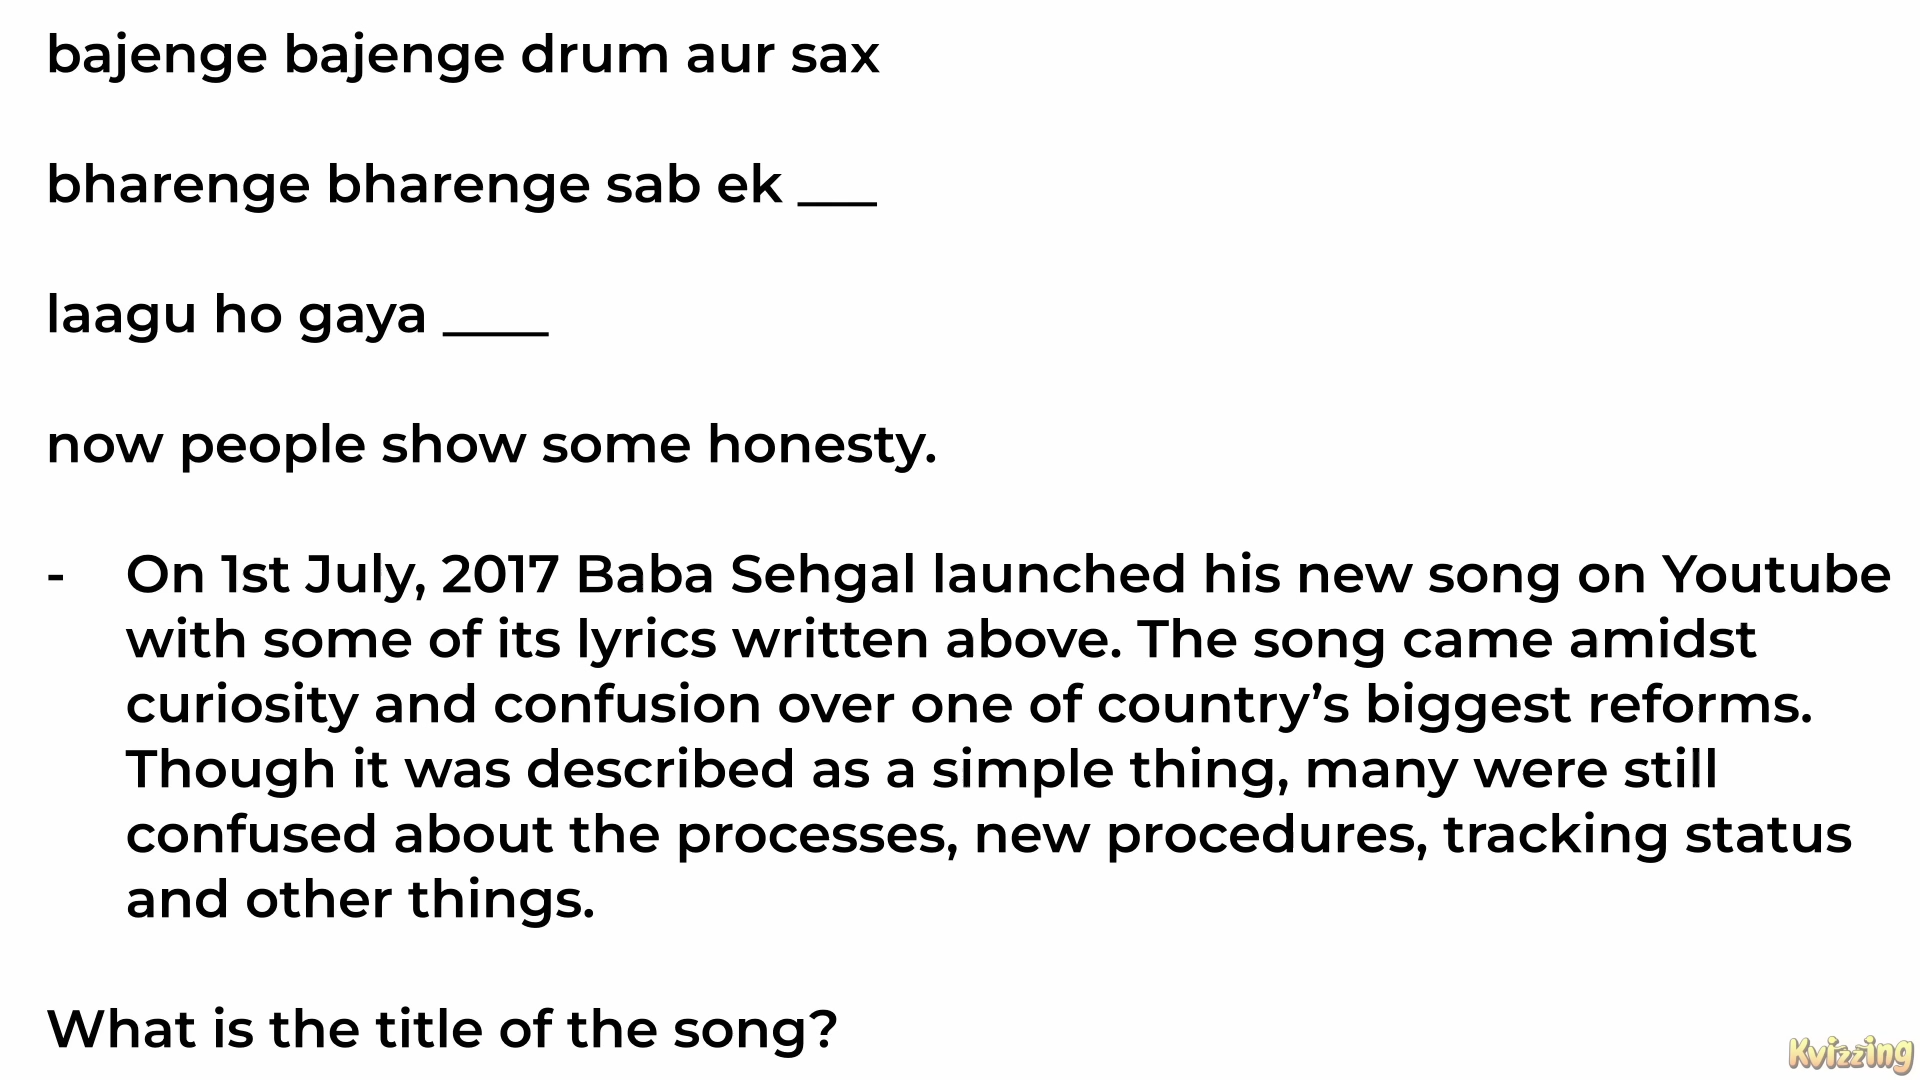 bajenge bajenge drum aur sax
bharenge bharenge sab ek ___
laagu ho gaya ____
now people show some honesty.
- On 1st July, 2017 Baba Sehgal launched his new song on Youtube
with some of its lyrics written above. The song came amidst
curiosity and confusion over one of country’s biggest reforms.
Though it was described as a simple thing, many were still
confused about the processes, new procedures, tracking status
and other things.
What is the title of the song?
Kvizzing